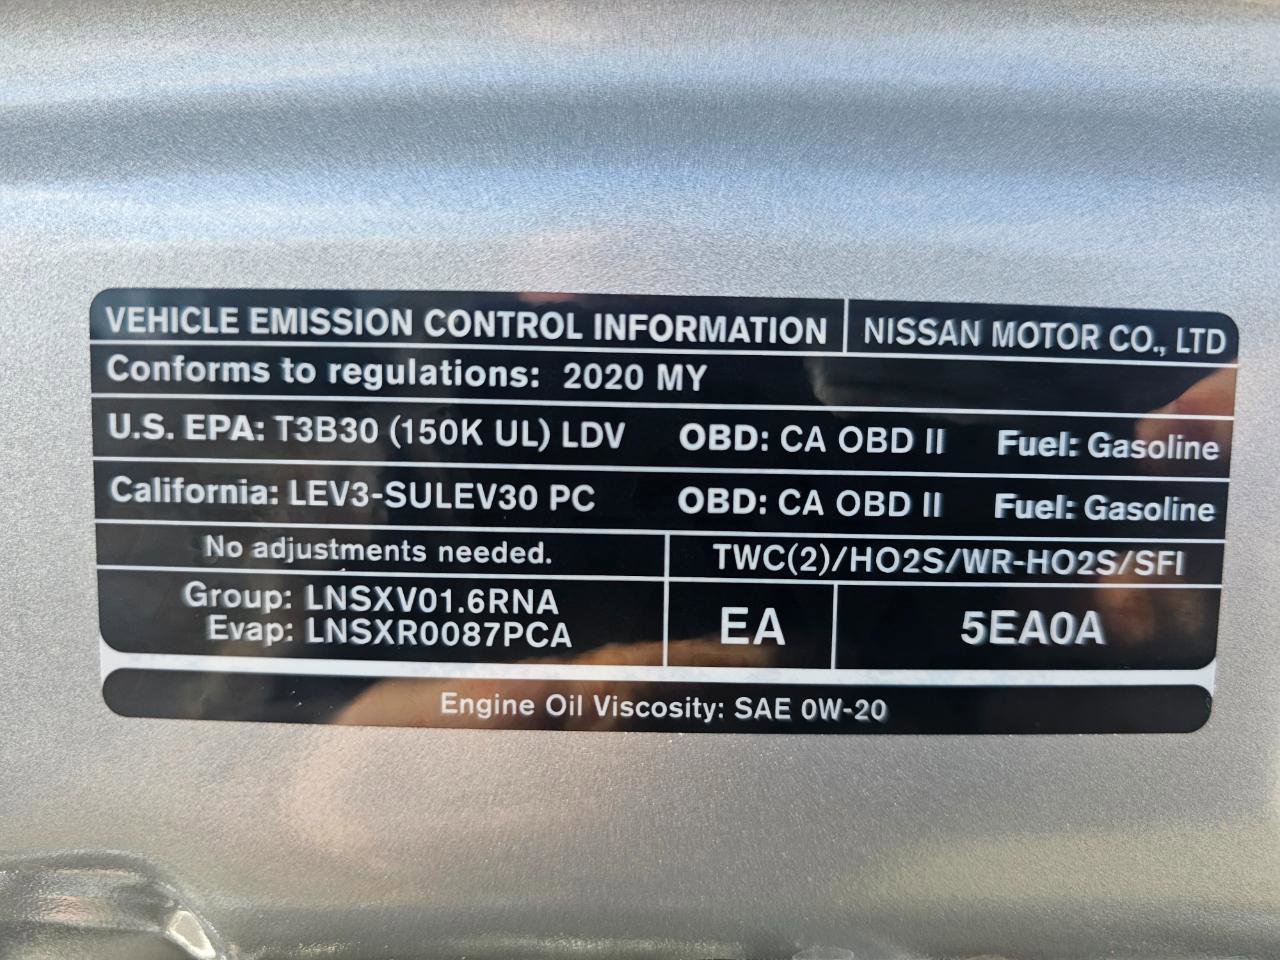 VEHICLE EMISSION CONTROL INFORMATION NISSAN MOTOR CO., LTD
Conforms to regulations: 2020 MY
U.S. EPA: T3B30 (150K UL) LDV OBD: CA OBD II Fuel: Gasoline
California: LEV3-SULEV30 PC OBD: CA OBD II Fuel: Gasoline
No adjustments needed. TWC(2)/HO2S/WR-HO2S/SFI
Group: LNSXV01.6RNA
Evap: LNSXR0087PCA
EA 5EA0A
Engine Oil Viscosity: SAE 0W-20